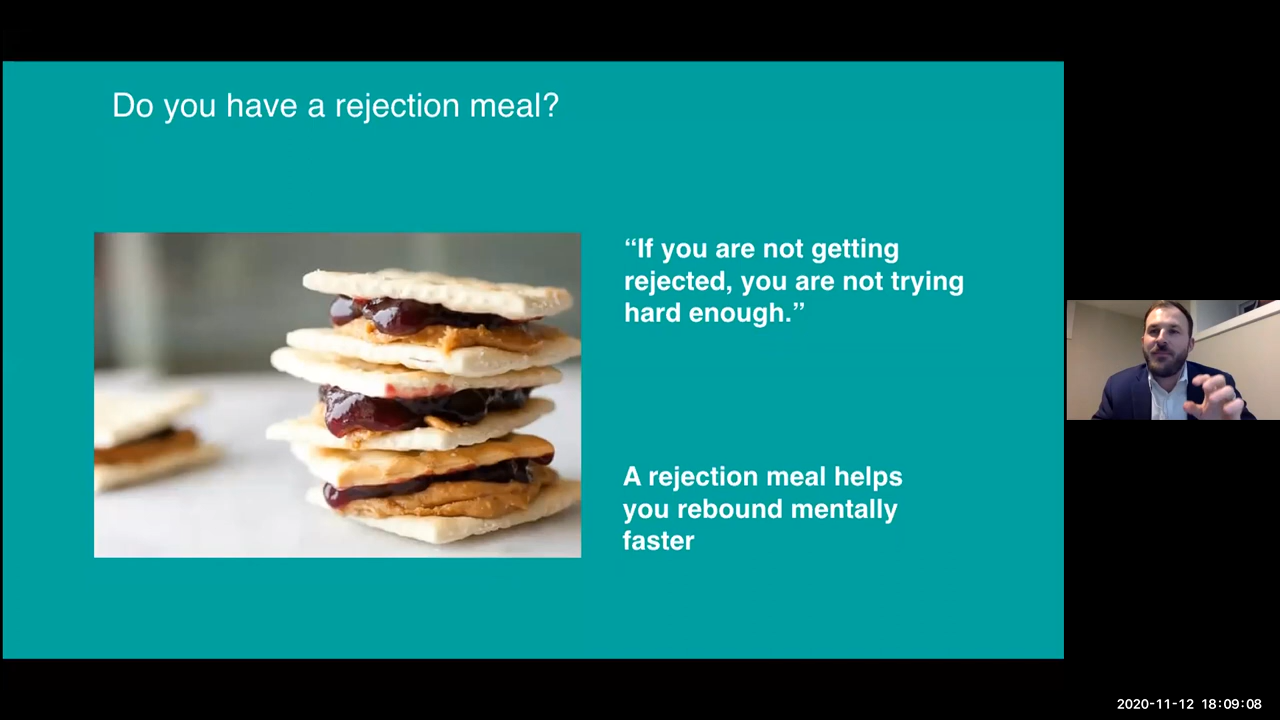 Do you have a rejection meal?
“If you are not getting
rejected, you are not trying
hard enough.”
A rejection meal helps
you rebound mentally
faster
2020-11-12 18:09:08